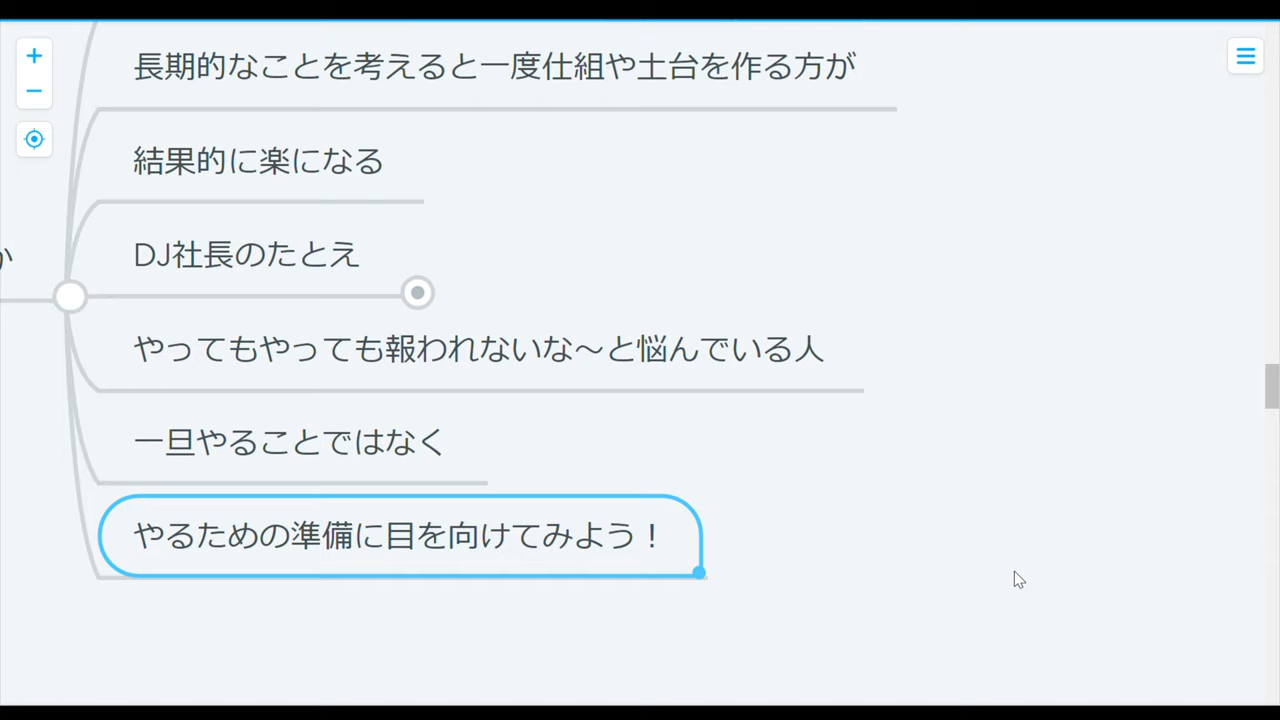 長期的なことを考えると一度仕組や土台を作る方が
結果的に楽になる
DJ社長のたとえ
か
やってもやっても報われないな〜と悩んでいる人
一旦やることではなく
やるための準備に目を向けてみよう！